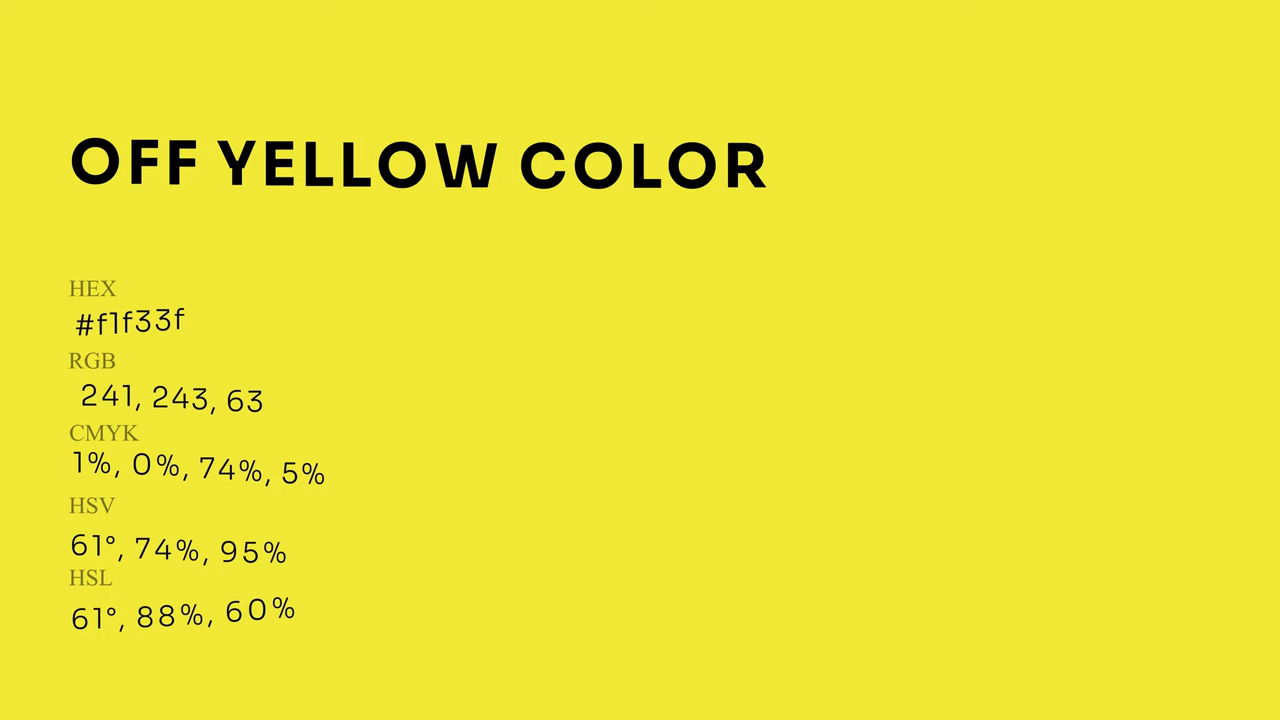 OFF YELLOW COLOR
HEX
#f1f33f
RGB
241, 243, 63
CMYK
1%, 0%, 74%, 5%
HSV
61°, 74%, 95%
HSL
61°, 88%, 60%